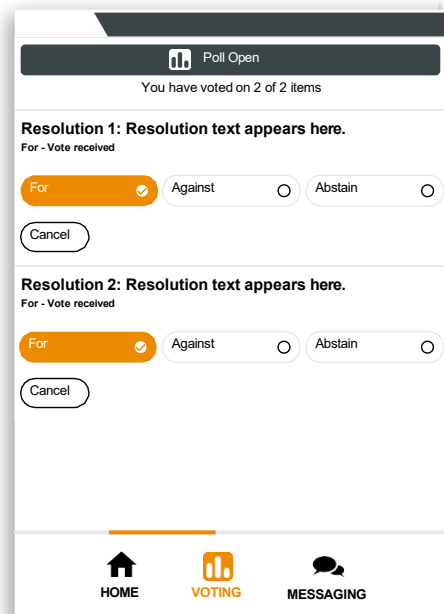 Poll Open
You have voted on 2 of 2 items
Resolution 1: Resolution text appears here.
For - Vote received
For Against Abstain
Cancel
Resolution 2: Resolution text appears here.
For - Vote received
For Against Abstain
Cancel
HOME VOTING MESSAGING